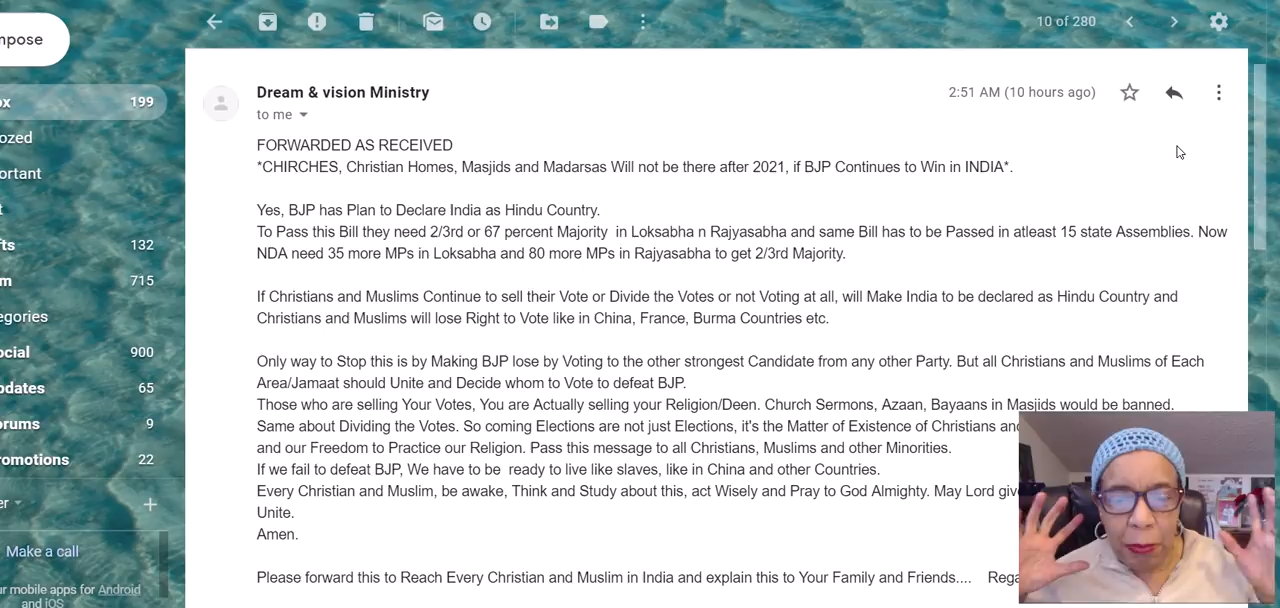 mpose
10 of 280
ox 199
ozed
ortant
t
fts 132
m 715
egories
ocial 900
pdates 65
orums 9
romotions 22
er
Make a call
ur mobile apps for Android
and iOS
Dream & vision Ministry
2:51 AM (10 hours ago)
to me
FORWARDED AS RECEIVED
*CHIRCHES, Christian Homes, Masjids and Madarsas Will not be there after 2021, if BJP Continues to Win in INDIA*.
Yes, BJP has Plan to Declare India as Hindu Country.
To Pass this Bill they need 2/3rd or 67 percent Majority in Loksabha n Rajyasabha and same Bill has to be Passed in atleast 15 state Assemblies. Now
NDA need 35 more MPs in Loksabha and 80 more MPs in Rajyasabha to get 2/3rd Majority.
If Christians and Muslims Continue to sell their Vote or Divide the Votes or not Voting at all, will Make India to be declared as Hindu Country and
Christians and Muslims will lose Right to Vote like in China, France, Burma Countries etc.
Only way to Stop this is by Making BJP lose by Voting to the other strongest Candidate from any other Party. But all Christians and Muslims of Each
Area/Jamaat should Unite and Decide whom to Vote to defeat BJP.
Those who are selling Your Votes, You are Actually selling your Religion/Deen. Church Sermons, Azaan, Bayaans in Masjids would be banned.
Same about Dividing the Votes. So coming Elections are not just Elections, it's the Matter of Existence of Christians and
and our Freedom to Practice our Religion. Pass this message to all Christians, Muslims and other Minorities.
If we fail to defeat BJP, We have to be ready to live like slaves, like in China and other Countries.
Every Christian and Muslim, be awake, Think and Study about this, act Wisely and Pray to God Almighty. May Lord giv
Unite.
Amen.
Please forward this to Reach Every Christian and Muslim in India and explain this to Your Family and Friends.... Rega